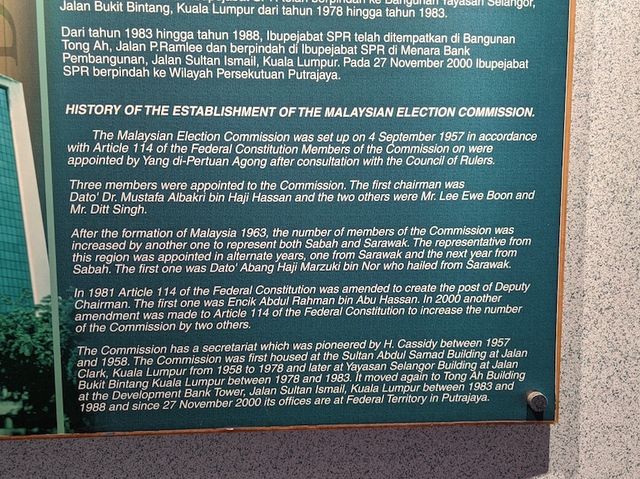 Ibupejabat SPR telah berpindah ke Bangunan Yayasan Selangor,
Jalan Bukit Bintang, Kuala Lumpur dari tahun 1978 hingga tahun 1983.
Dari tahun 1983 hingga tahun 1988, Ibupejabat SPR telah ditempatkan di Bangunan
Tong Ah, Jalan P.Ramlee dan berpindah di Ibupejabat SPR di Menara Bank
Pembangunan, Jalan Sultan Ismail, Kuala Lumpur. Pada 27 November 2000 Ibupejabat
SPR berpindah ke Wilayah Persekutuan Putrajaya.
HISTORY OF THE ESTABLISHMENT OF THE MALAYSIAN ELECTION COMMISSION.
The Malaysian Election Commission was set up on 4 September 1957 in accordance
with Article 114 of the Federal Constitution Members of the Commission on were
appointed by Yang di-Pertuan Agong after consultation with the Council of Rulers.
Three members were appointed to the Commission. The first chairman was
Dato' Dr. Mustafa Albakri bin Haji Hassan and the two others were Mr. Lee Ewe Boon and
Mr. Ditt Singh.
After the formation of Malaysia 1963, the number of members of the Commission was
increased by another one to represent both Sabah and Sarawak. The representative from
this region was appointed in alternate years, one from Sarawak and the next year from
Sabah. The first one was Dato' Abang Haji Marzuki bin Nor who hailed from Sarawak.
In 1981 Article 114 of the Federal Constitution was amended to create the post of Deputy
Chairman. The first one was Encik Abdul Rahman bin Abu Hassan. In 2000 another
amendment was made to Article 114 of the Federal Constitution to increase the number
of the Commission by two others.
The Commission has a secretariat which was pioneered by H. Cassidy between 1957
and 1958. The Commission was first housed at the Sultan Abdul Samad Building at Jalan
Clark, Kuala Lumpur from 1958 to 1978 and later at Yayasan Selangor Building at Jalan
Bukit Bintang Kuala Lumpur between 1978 and 1983. It moved again to Tong Ah Building
at the Development Bank Tower, Jalan Sultan Ismail, Kuala Lumpur between 1983 and
1988 and since 27 November 2000 its offices are at Federal Territory in Putrajaya.